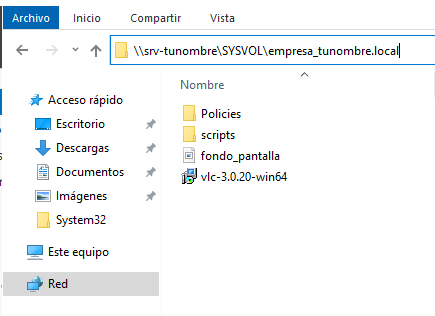 Archivo Inicio Compartir Vista
\\srv-tunombre\SYSVOL\empresa_tunombre.local
Nombre
Acceso rápido
Escritorio
Descargas
Documentos
Imágenes
System32
Este equipo
Red
Policies
scripts
fondo_pantalla
vlc-3.0.20-win64